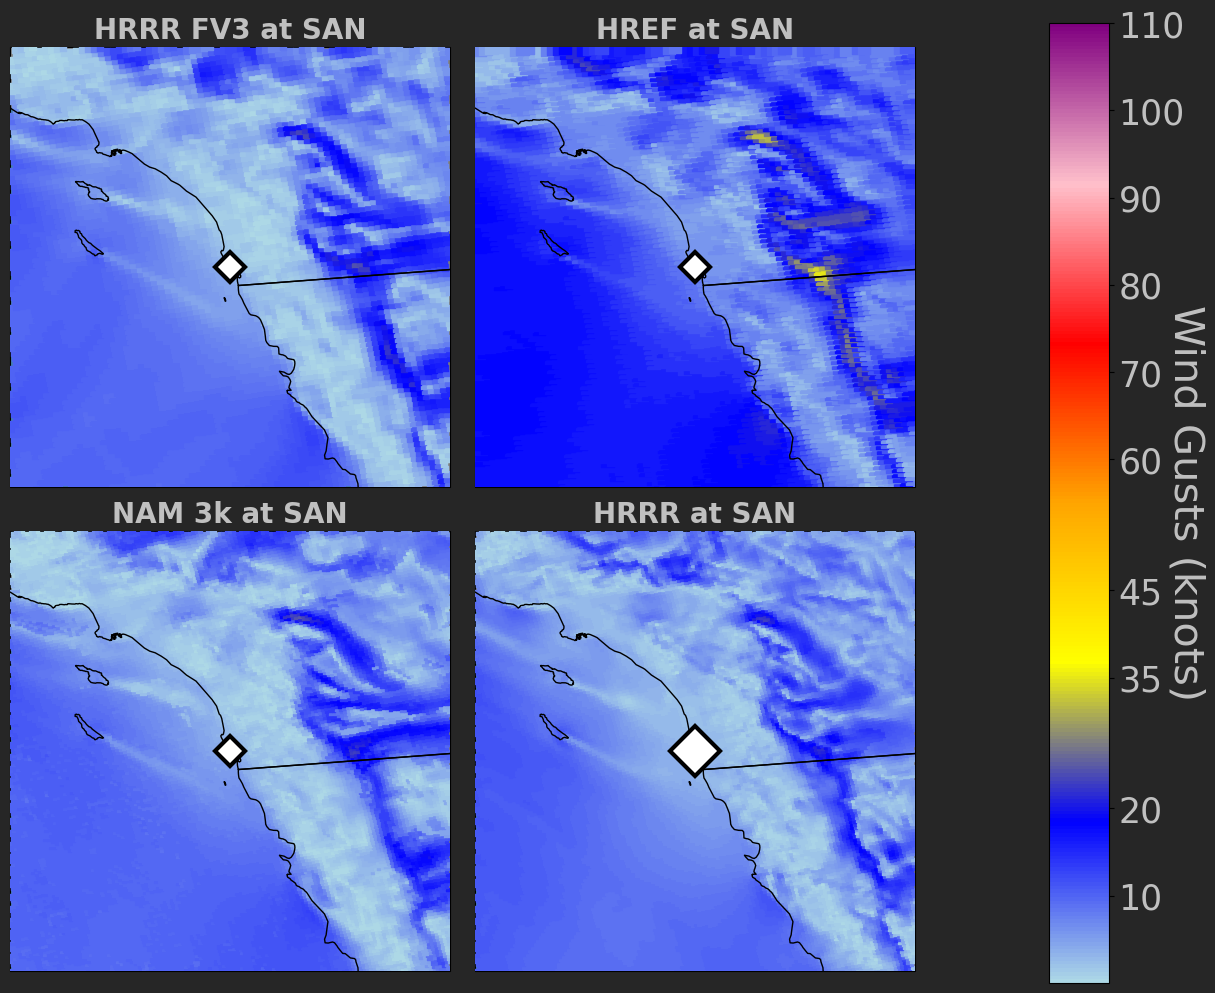 HRRR FV3 at SAN
HREF at SAN
NAM 3k at SAN
HRRR at SAN
110
100
90
80
70
60
45
35
20
10
Wind Gusts (knots)